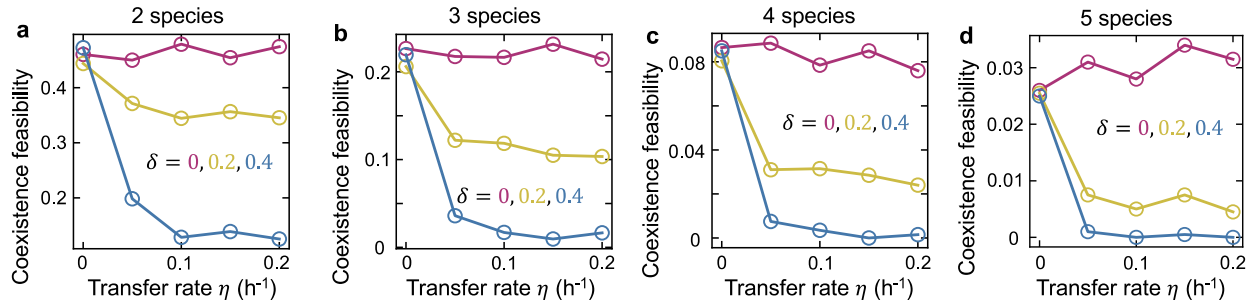 2 species
3 species
4 species
5 species
a
b
c
d
Coexistence feasibility
0.4
0.3
0.2
δ = 0, 0.2, 0.4
0
0.1
0.2
Transfer rate η (h⁻¹)
Coexistence feasibility
0.2
0.1
0
δ = 0, 0.2, 0.4
0
0.1
0.2
Transfer rate η (h⁻¹)
Coexistence feasibility
0.08
0.04
0
δ = 0, 0.2, 0.4
0
0.1
0.2
Transfer rate η (h⁻¹)
Coexistence feasibility
0.03
0.02
0.01
0
δ = 0, 0.2, 0.4
0
0.1
0.2
Transfer rate η (h⁻¹)